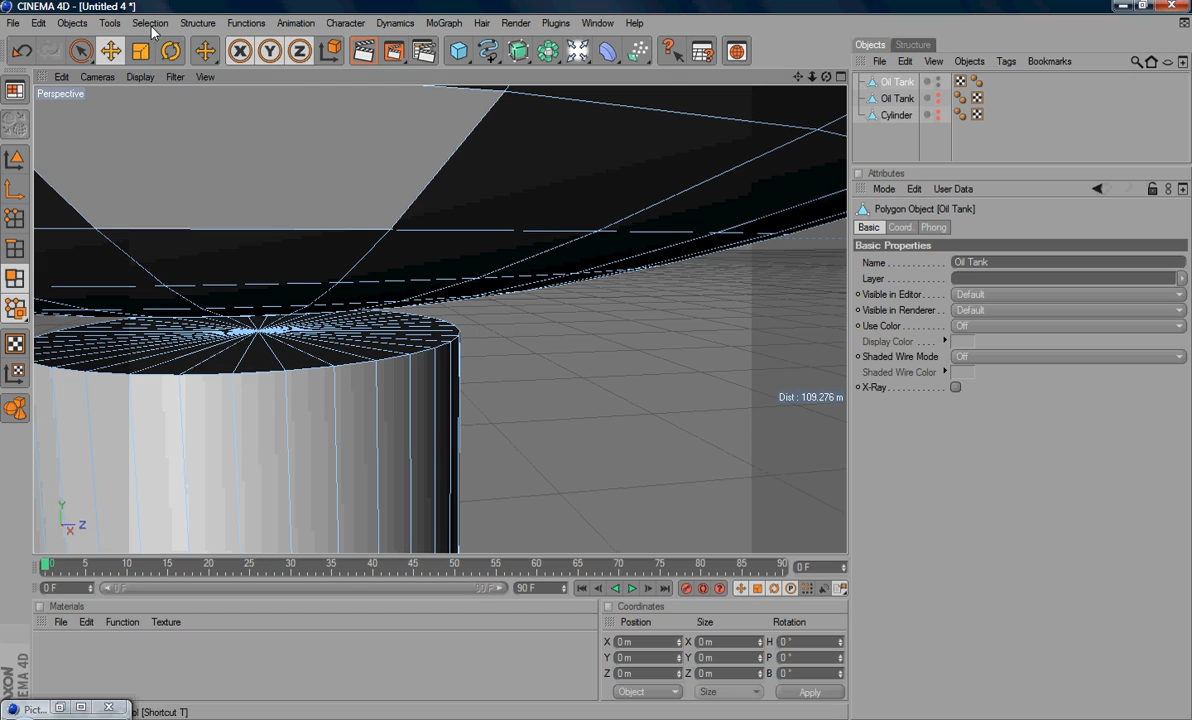 CINEMA 4D - [Untitled 4 *]
File Edit Objects Tools Selection Structure Functions Animation Character Dynamics MoGraph Hair Render Plugins Window Help
X Y Z
Edit Cameras Display Filter View
Perspective
Dist : 109.276 m
Y
Z
X
0 5 10 15 20 25 30 35 40 45 50 55 60 65 70 75 80 85 90 0 F
0 F 0 F 90 F 90 F
Materials
File Edit Function Texture
Coordinates
Position Size Rotation
X 0 m X 0 m H 0 °
Y 0 m Y 0 m P 0 °
Z 0 m Z 0 m B 0 °
Object Size Apply
Objects Structure
File Edit View Objects Tags Bookmarks
Oil Tank
Oil Tank
Cylinder
Attributes
Mode Edit User Data
Polygon Object [Oil Tank]
Basic Coord. Phong
Basic Properties
Name Oil Tank
Layer
Visible in Editor Default
Visible in Renderer Default
Use Color Off
Display Color
Shaded Wire Mode Off
Shaded Wire Color
X-Ray
MAXON
CINEMA 4D
Pict...
[Shortcut T]